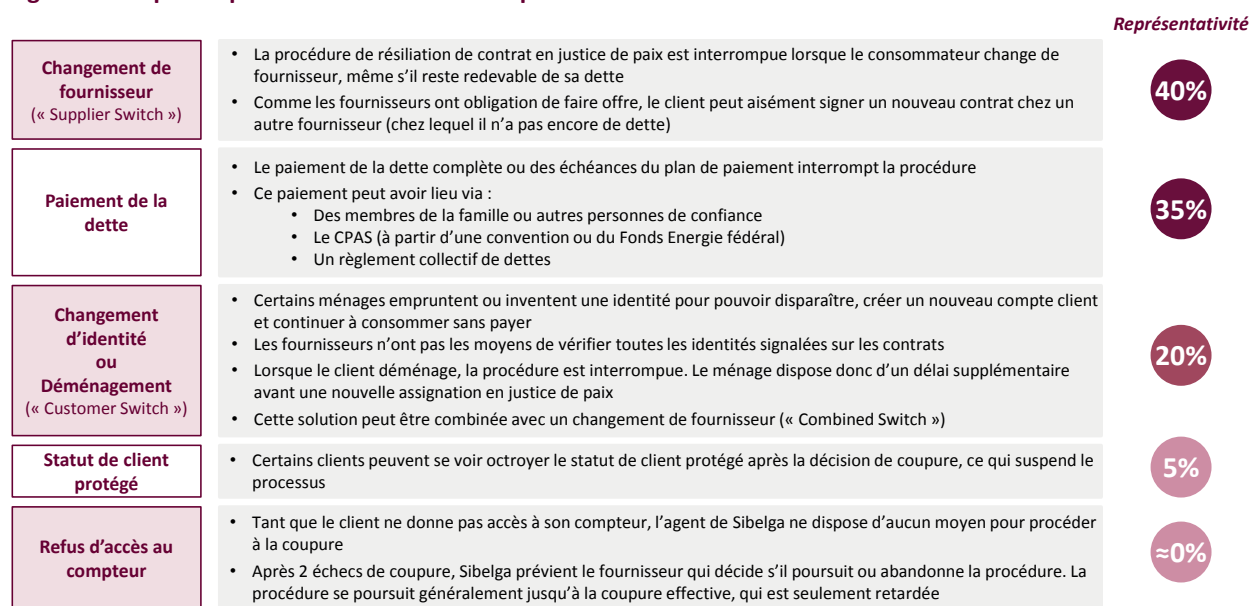 Représentativité
Changement de
fournisseur
(« Supplier Switch »)
• La procédure de résiliation de contrat en justice de paix est interrompue lorsque le consommateur change de
fournisseur, même s’il reste redevable de sa dette
• Comme les fournisseurs ont obligation de faire offre, le client peut aisément signer un nouveau contrat chez un
autre fournisseur (chez lequel il n’a pas encore de dette)
40%
Paiement de la
dette
• Le paiement de la dette complète ou des échéances du plan de paiement interrompt la procédure
• Ce paiement peut avoir lieu via :
• Des membres de la famille ou autres personnes de confiance
• Le CPAS (à partir d’une convention ou du Fonds Energie fédéral)
• Un règlement collectif de dettes
35%
Changement
d’identité
ou
Déménagement
(« Customer Switch »)
• Certains ménages empruntent ou inventent une identité pour pouvoir disparaître, créer un nouveau compte client
et continuer à consommer sans payer
• Les fournisseurs n’ont pas les moyens de vérifier toutes les identités signalées sur les contrats
• Lorsque le client déménage, la procédure est interrompue. Le ménage dispose donc d’un délai supplémentaire
avant une nouvelle assignation en justice de paix
• Cette solution peut être combinée avec un changement de fournisseur (« Combined Switch »)
20%
Statut de client
protégé
• Certains clients peuvent se voir octroyer le statut de client protégé après la décision de coupure, ce qui suspend le
processus
5%
Refus d’accès au
compteur
• Tant que le client ne donne pas accès à son compteur, l’agent de Sibelga ne dispose d’aucun moyen pour procéder
à la coupure
• Après 2 échecs de coupure, Sibelga prévient le fournisseur qui décide s’il poursuit ou abandonne la procédure. La
procédure se poursuit généralement jusqu’à la coupure effective, qui est seulement retardée
≈0%